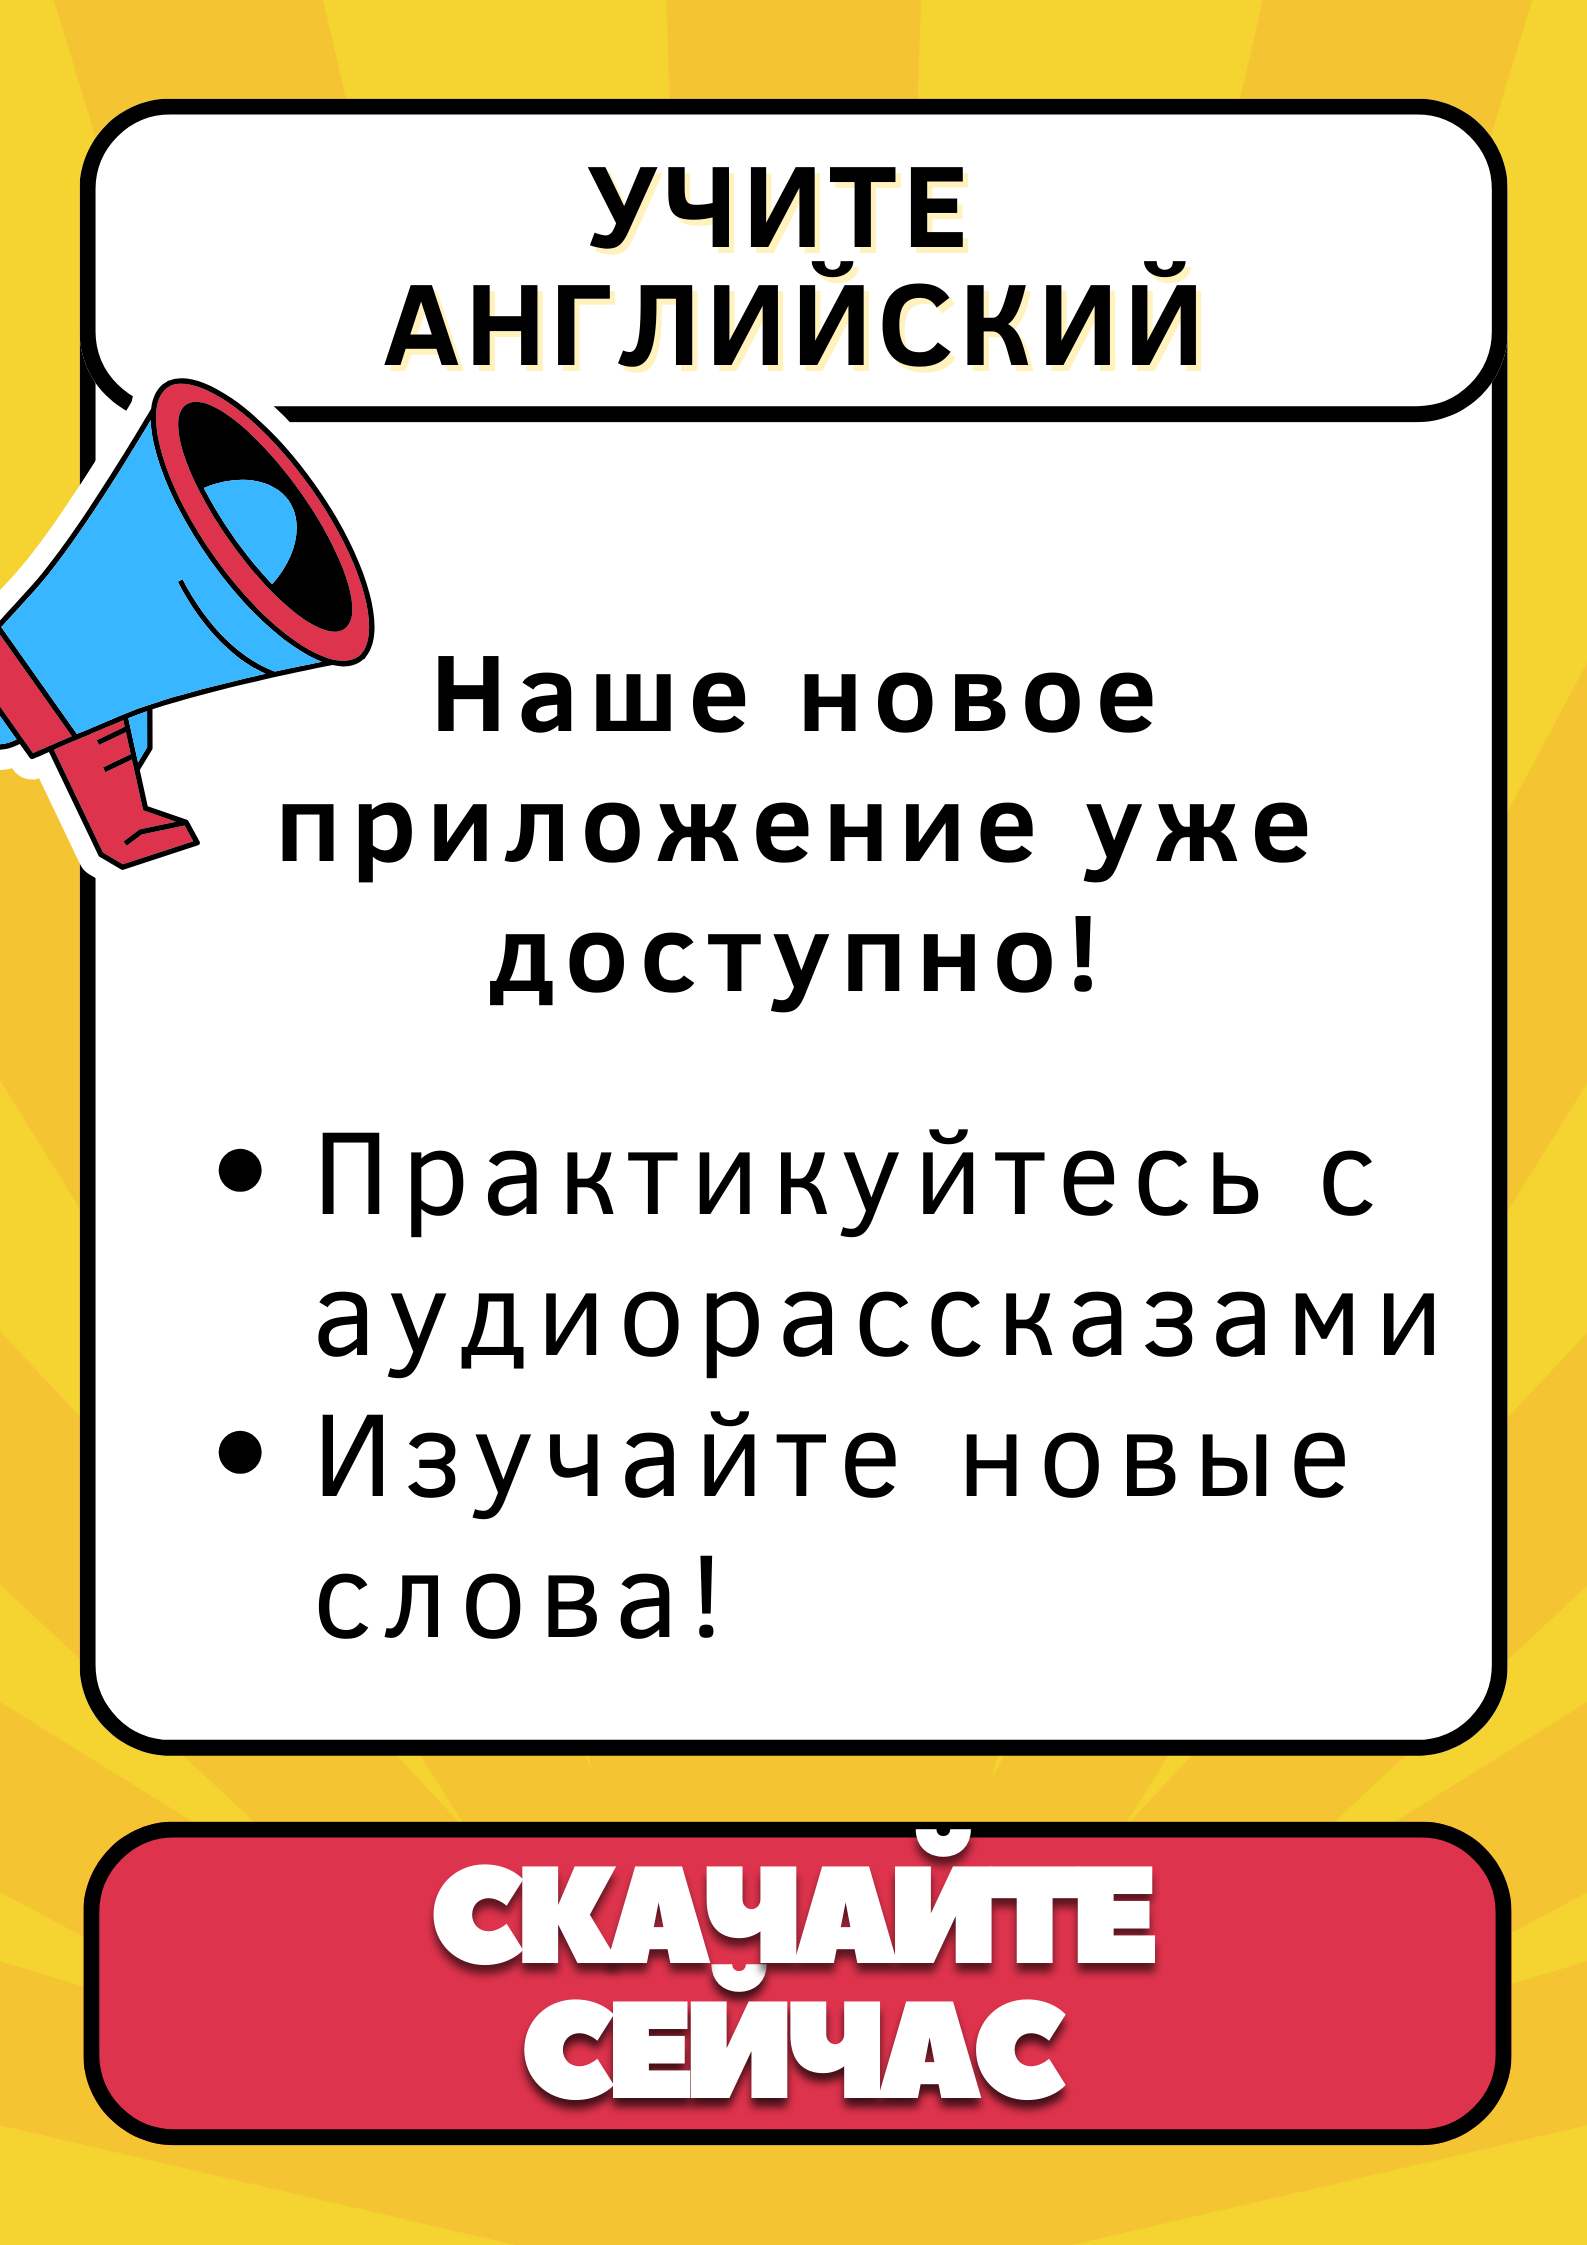 УЧИТЕ
АНГЛИЙСКИЙ
Наше новое
приложение уже
доступно!
• Практикуйтесь с
аудиорассказами
• Изучайте новые
слова!
СКАЧАЙТЕ
СЕЙЧАС